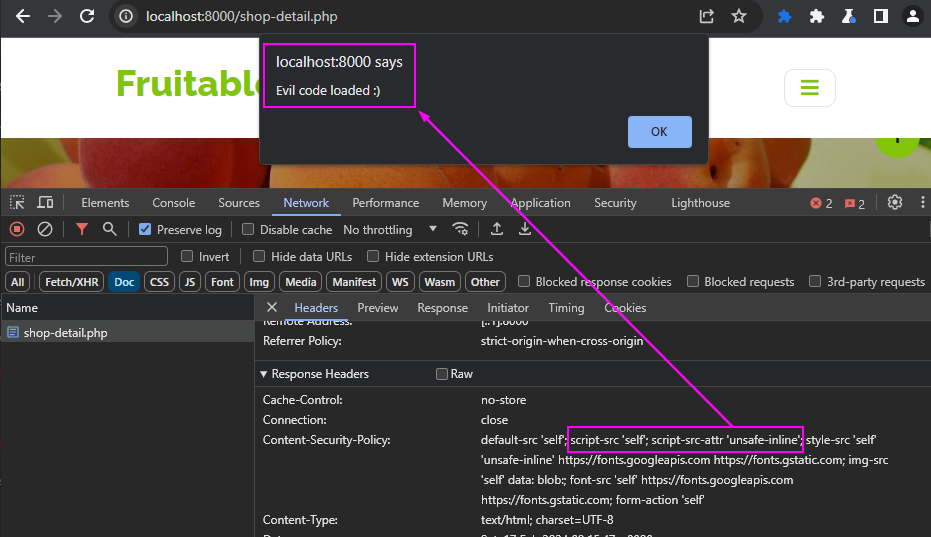 localhost:8000/shop-detail.php
localhost:8000 says
Fruitable
Evil code loaded :)
OK
Elements Console Sources Network Performance Memory Application Security Lighthouse 2 2
Preserve log Disable cache No throttling
Filter Invert Hide data URLs Hide extension URLs
All Fetch/XHR Doc CSS JS Font Img Media Manifest WS Wasm Other Blocked response cookies Blocked requests 3rd-party requests
Name Headers Preview Response Initiator Timing Cookies
shop-detail.php
Remote Address: [::1]:8000
Referrer Policy: strict-origin-when-cross-origin
Response Headers Raw
Cache-Control: no-store
Connection: close
Content-Security-Policy: default-src 'self'; script-src 'self'; script-src-attr 'unsafe-inline'; style-src 'self'
'unsafe-inline' https://fonts.googleapis.com https://fonts.gstatic.com; img-src
'self' data: blob:; font-src 'self' https://fonts.googleapis.com
https://fonts.gstatic.com; form-action 'self'
Content-Type: text/html; charset=UTF-8